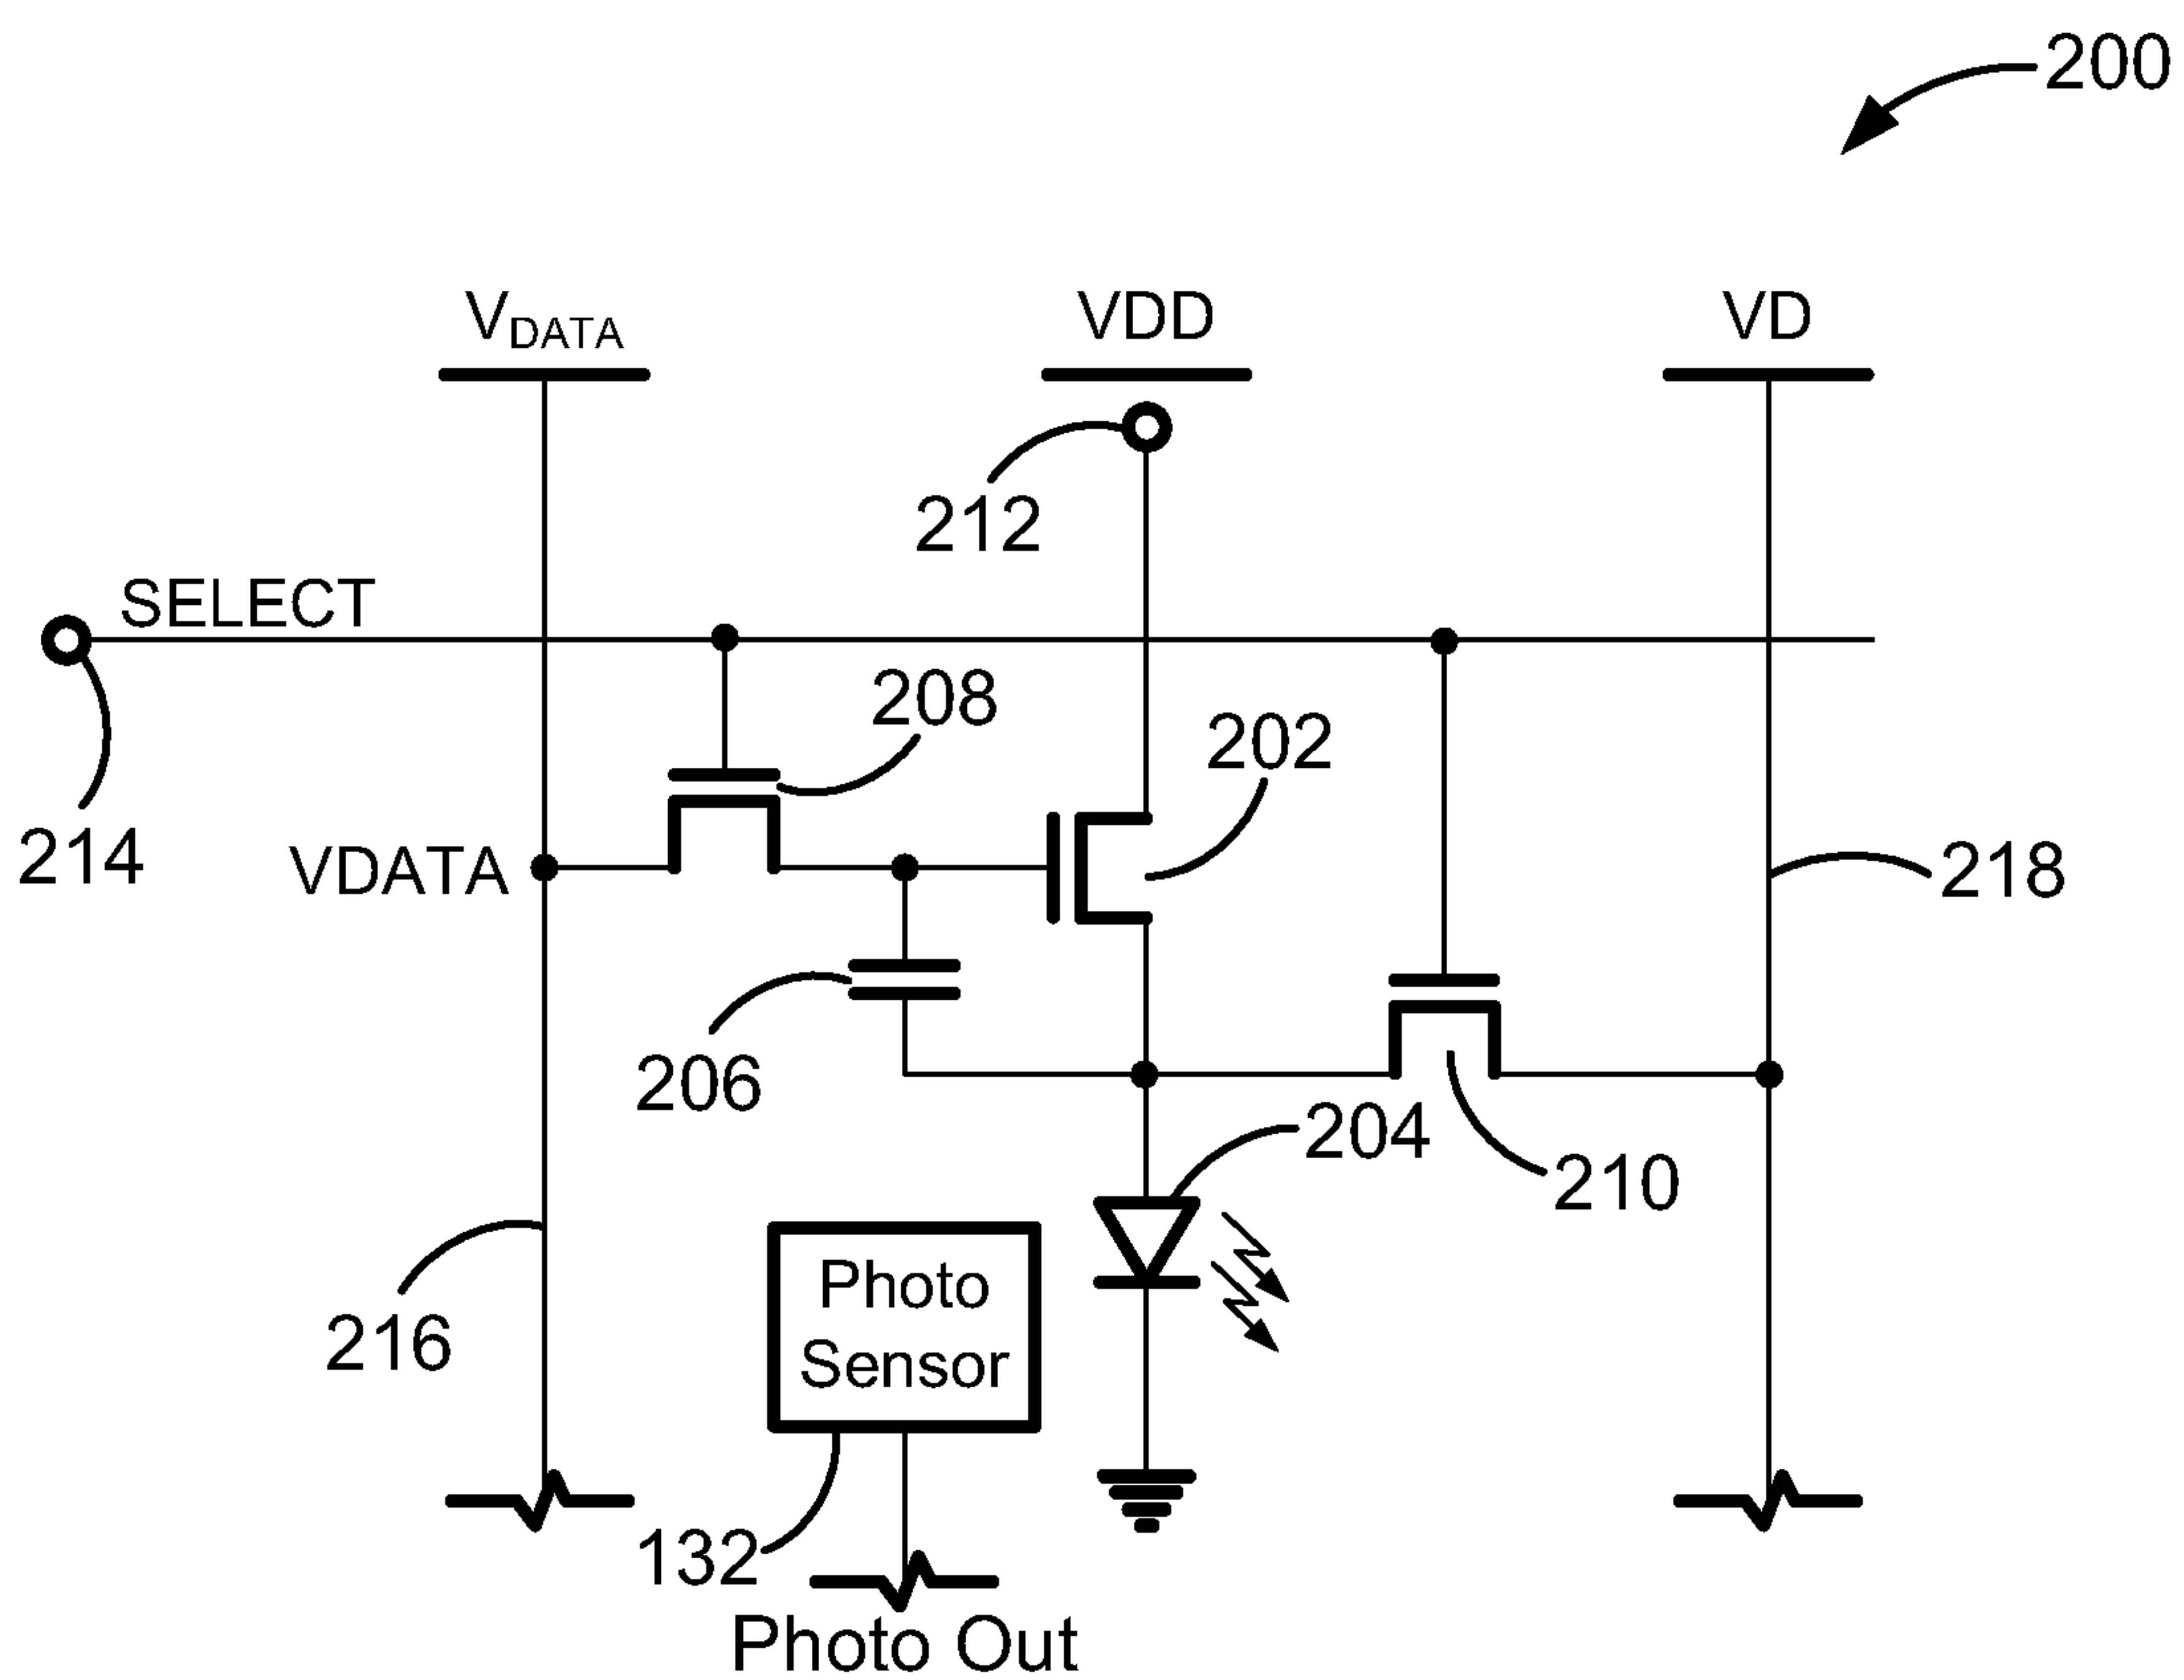 200
VDATA
VDD
VD
212
SELECT
208
202
214
VDATA
218
206
204
210
Photo
Sensor
216
132
Photo Out